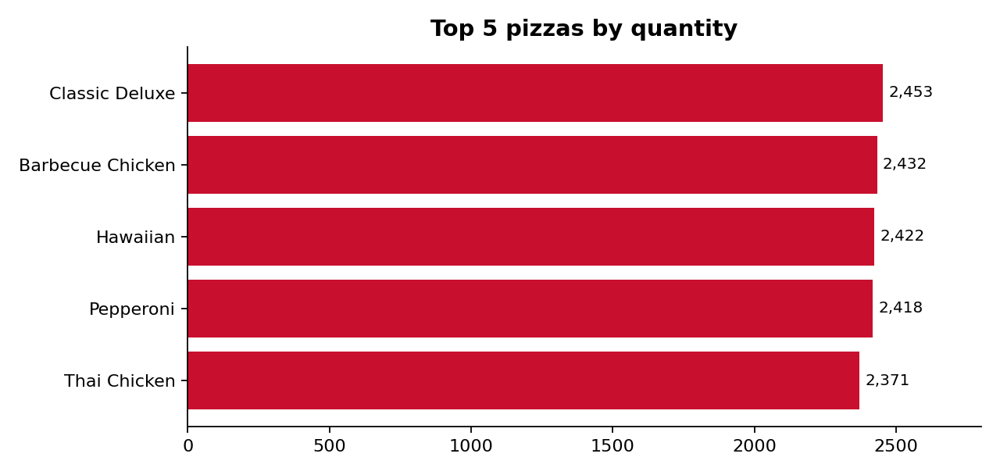 Top 5 pizzas by quantity
Classic Deluxe 2,453
Barbecue Chicken 2,432
Hawaiian 2,422
Pepperoni 2,418
Thai Chicken 2,371
0 500 1000 1500 2000 2500